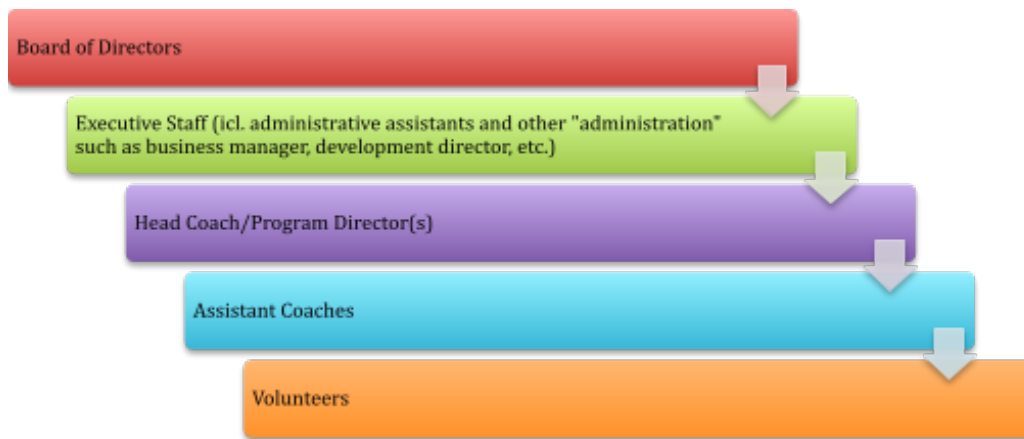 Board of Directors
Executive Staff (icl. administrative assistants and other "administration"
such as business manager, development director, etc.)
Head Coach/Program Director(s)
Assistant Coaches
Volunteers